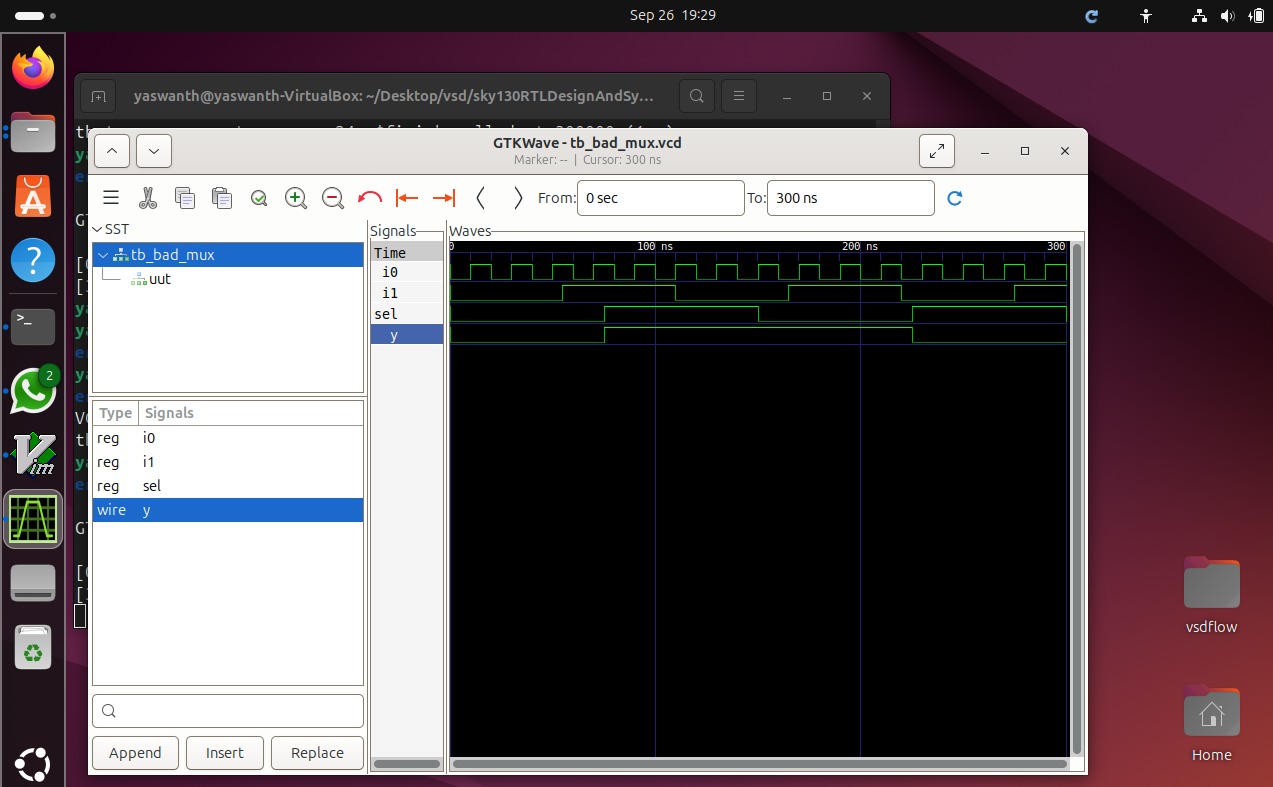 Sep 26 19:29
yaswanth@yaswanth-VirtualBox: ~/Desktop/vsd/sky130RTLDesignAndSy...
GTKWave - tb_bad_mux.vcd
Marker: -- | Cursor: 300 ns
From: 0 sec To: 300 ns
SST
tb_bad_mux
uut
Type Signals
reg i0
reg i1
reg sel
wire y
Append Insert Replace
Signals
Time
i0
i1
sel
y
Waves
0 100 ns 200 ns 300
2
vsdflow
Home